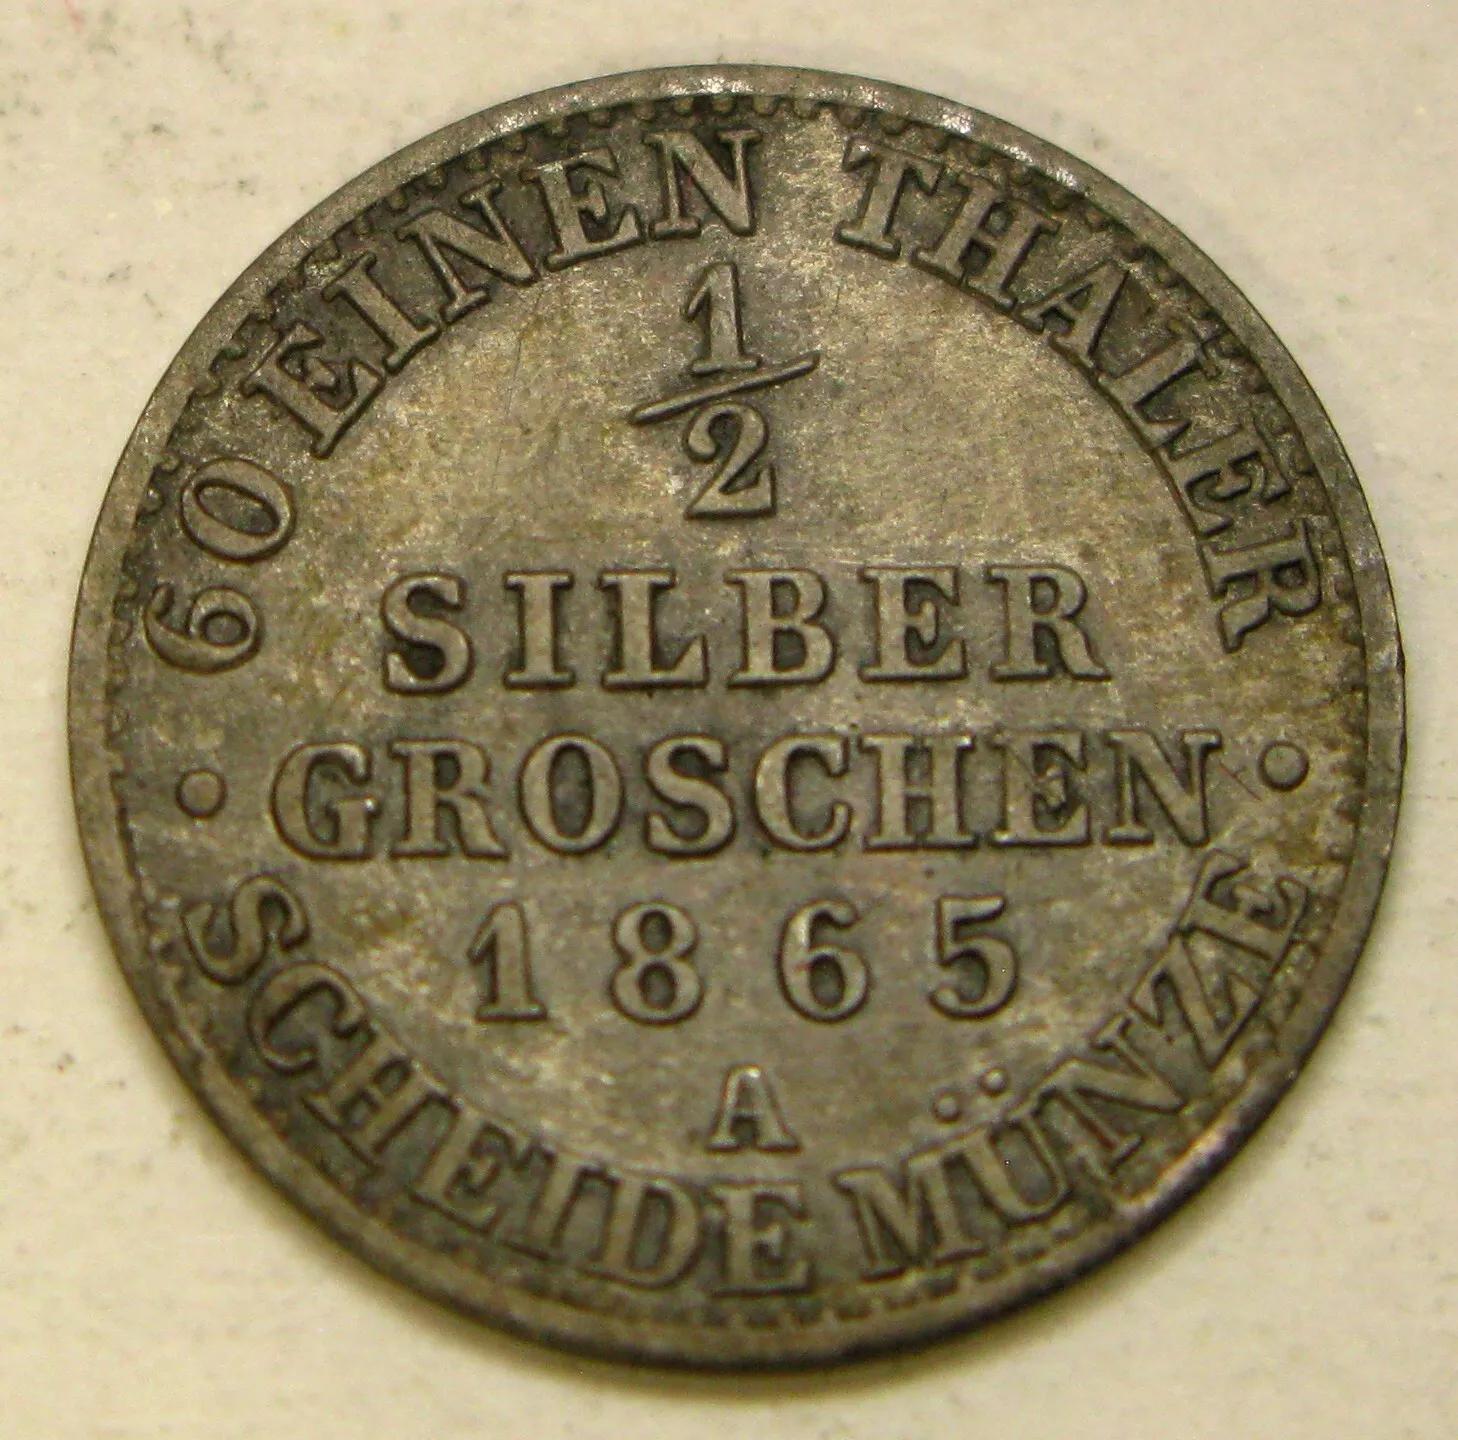 60 EINEN THALER
1/2
SILBER
GROSCHEN
1865
A
SCHEIDE MÜNZE